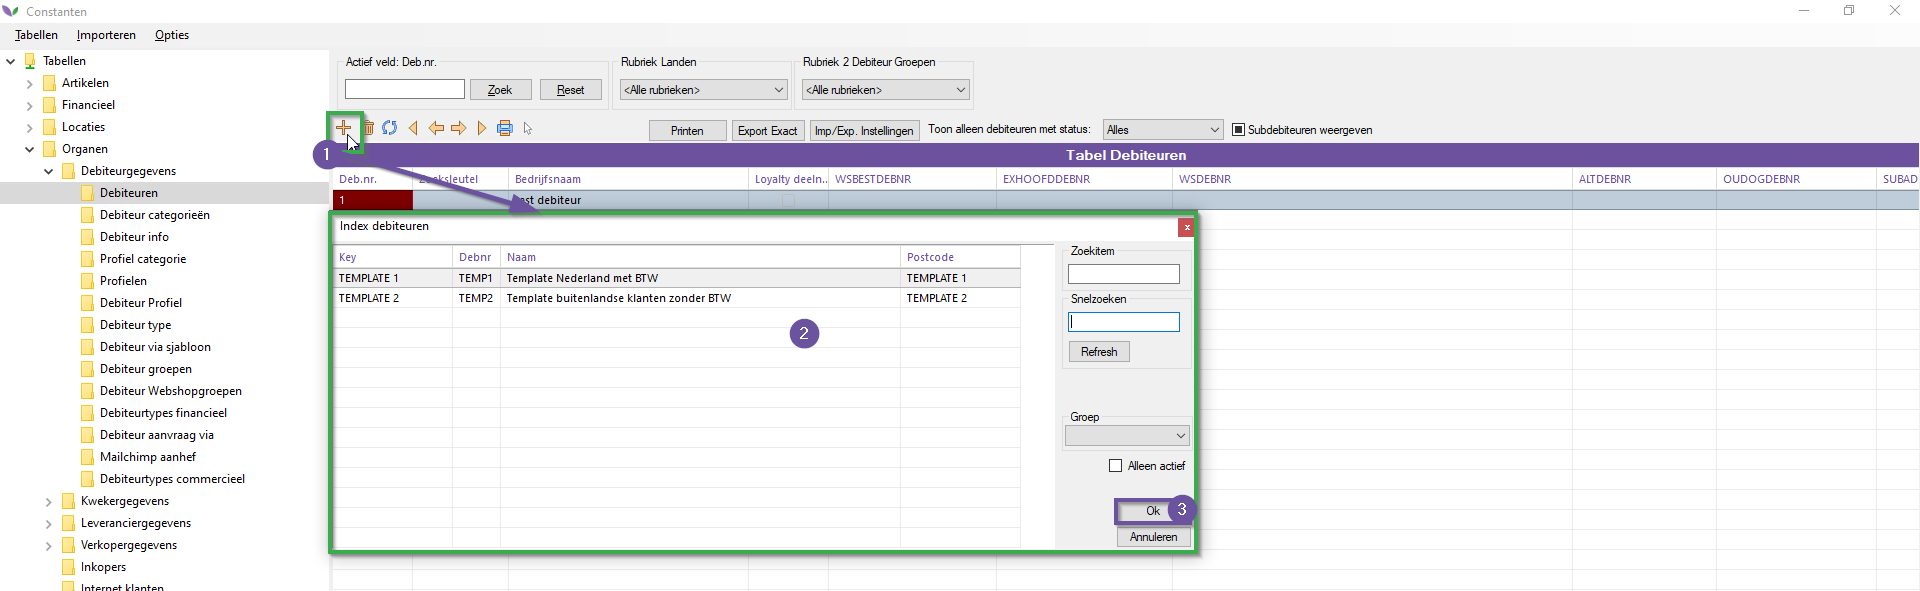 Constanten
Tabellen Importeren Opties
Tabellen
Artikelen
Financieel
Locaties
Organen
Debiteurgegevens
Debiteuren
Debiteur categorieën
Debiteur info
Profiel categorie
Profielen
Debiteur Profiel
Debiteur type
Debiteur via sjabloon
Debiteur groepen
Debiteur Webshopgroepen
Debiteurtypes financieel
Debiteur aanvraag via
Mailchimp aanhef
Debiteurtypes commercieel
Kwekergegevens
Leveranciergegevens
Verkopergegevens
Inkopers
Internet klanten
Actief veld: Deb.nr. Rubriek Landen Rubriek 2 Debiteur Groepen
Zoek Reset <Alle rubrieken> <Alle rubrieken>
Printen Export Exact Imp/Exp. Instellingen Toon alleen debiteuren met status: Alles Subdebiteuren weergeven
1
Tabel Debiteuren
Deb.nr. Bedrijfsnaam Loyalty deeln.. WSBESTDEBNR EXHOOFDDEBNR WSDEBNR ALTDEBNR OUDOGDEBNR SUBAD
1 debiteur
Index debiteuren x
Key Debnr Naam Postcode
TEMPLATE 1 TEMP1 Template Nederland met BTW TEMPLATE 1
TEMPLATE 2 TEMP2 Template buitenlandse klanten zonder BTW TEMPLATE 2
2
Zoekitem
Snelzoeken
Refresh
Groep
Alleen actief
Ok 3
Annuleren